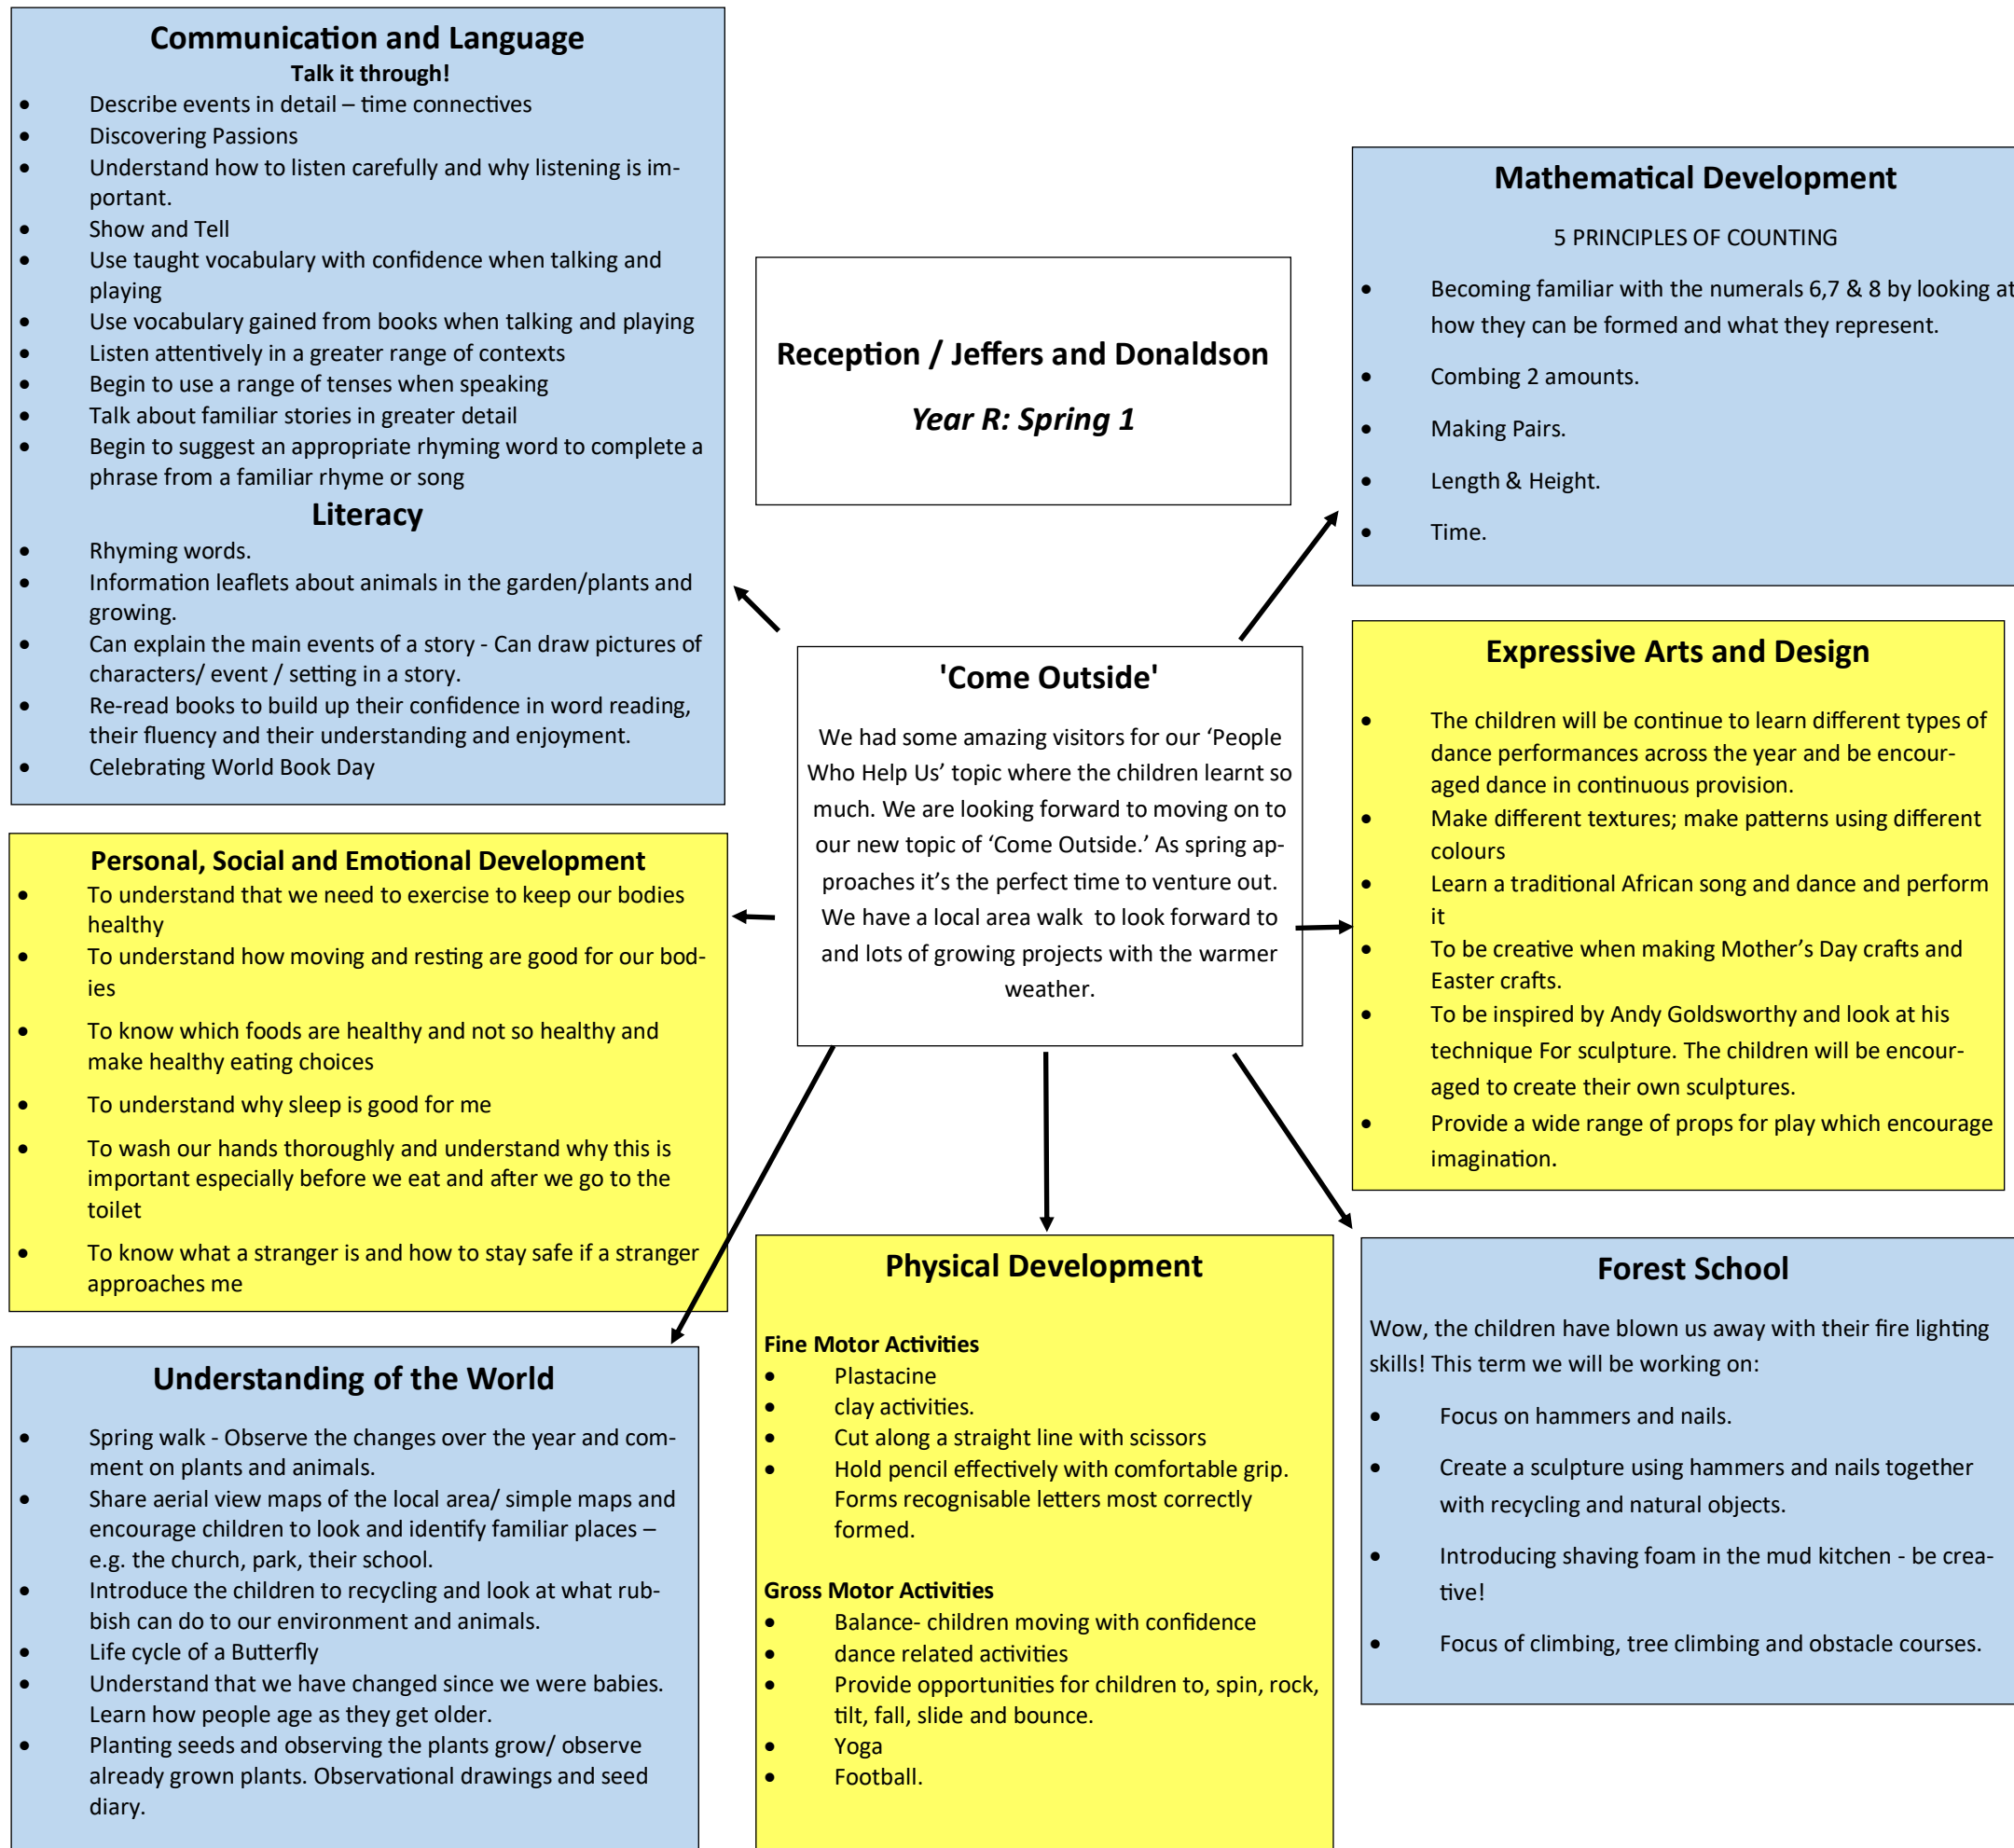 Communication and Language
Talk it through!
• Describe events in detail – time connectives
• Discovering Passions
• Understand how to listen carefully and why listening is im-
portant.
• Show and Tell
• Use taught vocabulary with confidence when talking and
playing
• Use vocabulary gained from books when talking and playing
• Listen attentively in a greater range of contexts
• Begin to use a range of tenses when speaking
• Talk about familiar stories in greater detail
• Begin to suggest an appropriate rhyming word to complete a
phrase from a familiar rhyme or song
Literacy
• Rhyming words.
• Information leaflets about animals in the garden/plants and
growing.
• Can explain the main events of a story - Can draw pictures of
characters/ event / setting in a story.
• Re-read books to build up their confidence in word reading,
their fluency and their understanding and enjoyment.
• Celebrating World Book Day
Reception / Jeffers and Donaldson
Year R: Spring 1
Mathematical Development
5 PRINCIPLES OF COUNTING
• Becoming familiar with the numerals 6,7 & 8 by looking at
how they can be formed and what they represent.
• Combing 2 amounts.
• Making Pairs.
• Length & Height.
• Time.
'Come Outside'
We had some amazing visitors for our ‘People
Who Help Us’ topic where the children learnt so
much. We are looking forward to moving on to
our new topic of ‘Come Outside.’ As spring ap-
proaches it’s the perfect time to venture out.
We have a local area walk to look forward to
and lots of growing projects with the warmer
weather.
Expressive Arts and Design
• The children will be continue to learn different types of
dance performances across the year and be encour-
aged dance in continuous provision.
• Make different textures; make patterns using different
colours
• Learn a traditional African song and dance and perform
it
• To be creative when making Mother’s Day crafts and
Easter crafts.
• To be inspired by Andy Goldsworthy and look at his
technique For sculpture. The children will be encour-
aged to create their own sculptures.
• Provide a wide range of props for play which encourage
imagination.
Personal, Social and Emotional Development
• To understand that we need to exercise to keep our bodies
healthy
• To understand how moving and resting are good for our bod-
ies
• To know which foods are healthy and not so healthy and
make healthy eating choices
• To understand why sleep is good for me
• To wash our hands thoroughly and understand why this is
important especially before we eat and after we go to the
toilet
• To know what a stranger is and how to stay safe if a stranger
approaches me
Understanding of the World
• Spring walk - Observe the changes over the year and com-
ment on plants and animals.
• Share aerial view maps of the local area/ simple maps and
encourage children to look and identify familiar places –
e.g. the church, park, their school.
• Introduce the children to recycling and look at what rub-
bish can do to our environment and animals.
• Life cycle of a Butterfly
• Understand that we have changed since we were babies.
Learn how people age as they get older.
• Planting seeds and observing the plants grow/ observe
already grown plants. Observational drawings and seed
diary.
Physical Development
Fine Motor Activities
• Plastacine
• clay activities.
• Cut along a straight line with scissors
• Hold pencil effectively with comfortable grip.
Forms recognisable letters most correctly
formed.
Gross Motor Activities
• Balance- children moving with confidence
• dance related activities
• Provide opportunities for children to, spin, rock,
tilt, fall, slide and bounce.
• Yoga
• Football.
Forest School
Wow, the children have blown us away with their fire lighting
skills! This term we will be working on:
• Focus on hammers and nails.
• Create a sculpture using hammers and nails together
with recycling and natural objects.
• Introducing shaving foam in the mud kitchen - be crea-
tive!
• Focus of climbing, tree climbing and obstacle courses.